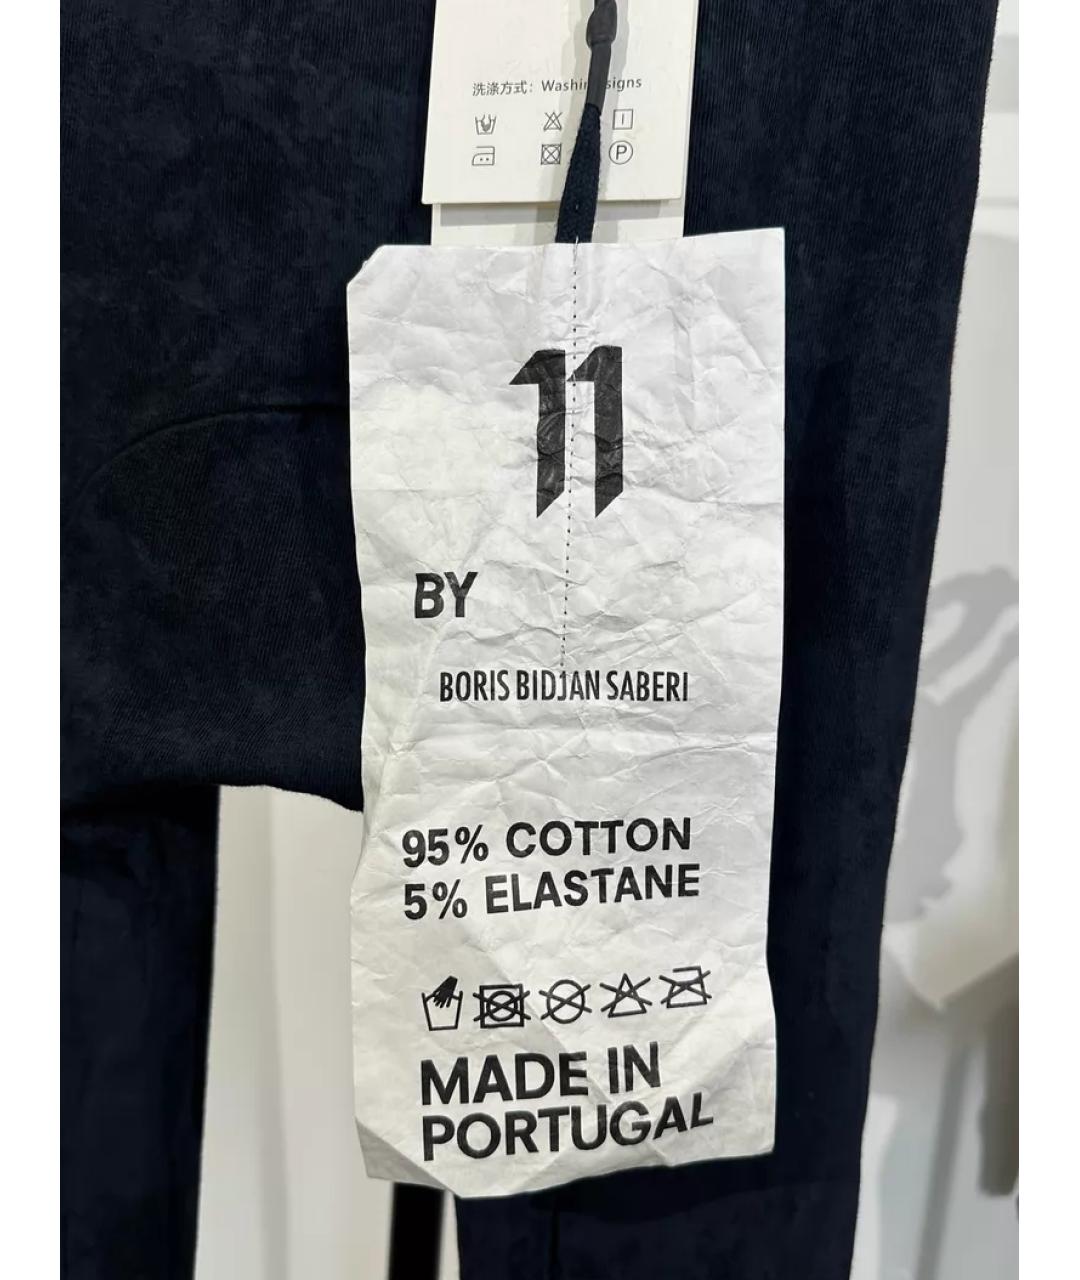 洗涤方式：Washing signs
P
11
BY
BORIS BIDJAN SABERI
95% COTTON
5% ELASTANE
MADE IN
PORTUGAL